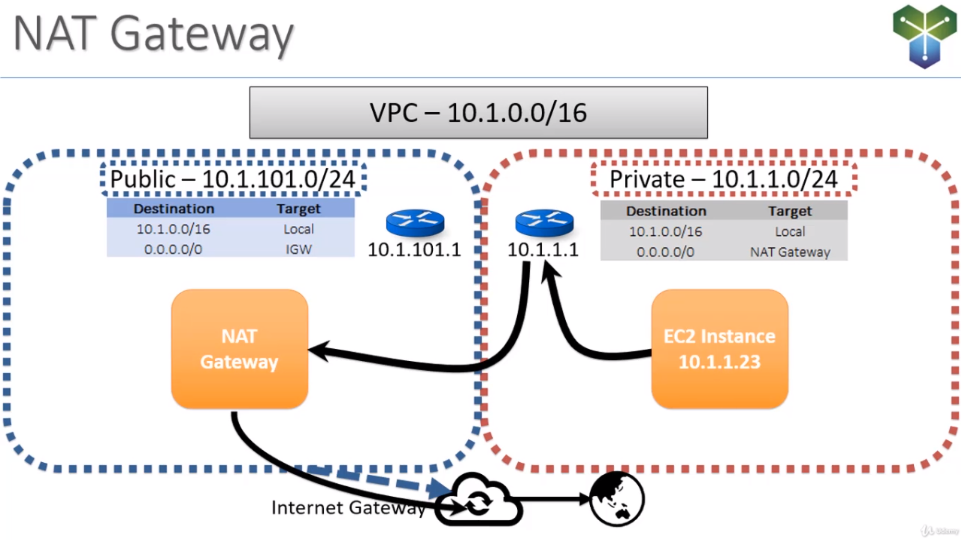 NAT Gateway
VPC – 10.1.0.0/16
Public – 10.1.101.0/24
Destination Target
10.1.0.0/16 Local
0.0.0.0/0 IGW
10.1.101.1
Private – 10.1.1.0/24
10.1.1.1
Destination Target
10.1.0.0/16 Local
0.0.0.0/0 NAT Gateway
NAT
Gateway
EC2 Instance
10.1.1.23
Internet Gateway
Udemy